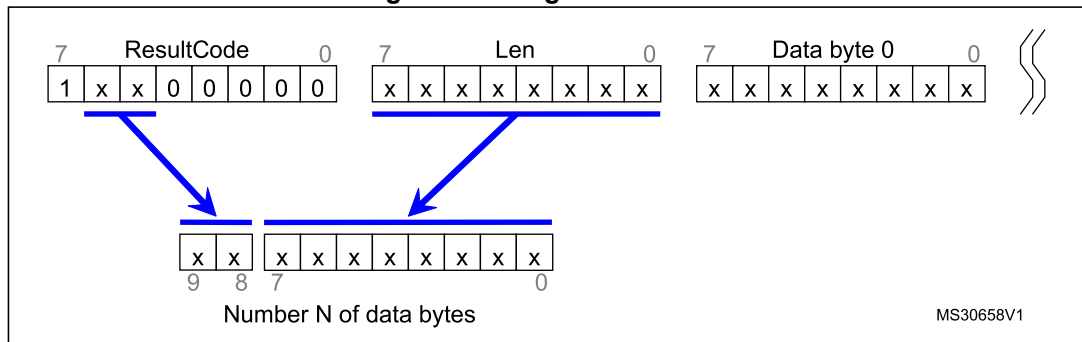 7 ResultCode 0 7 Len 0 7 Data byte 0 0
1 x x 0 0 0 0 0 x x x x x x x x x x x x x x x x
x x x x x x x x x x
9 8 7 0
Number N of data bytes
MS30658V1